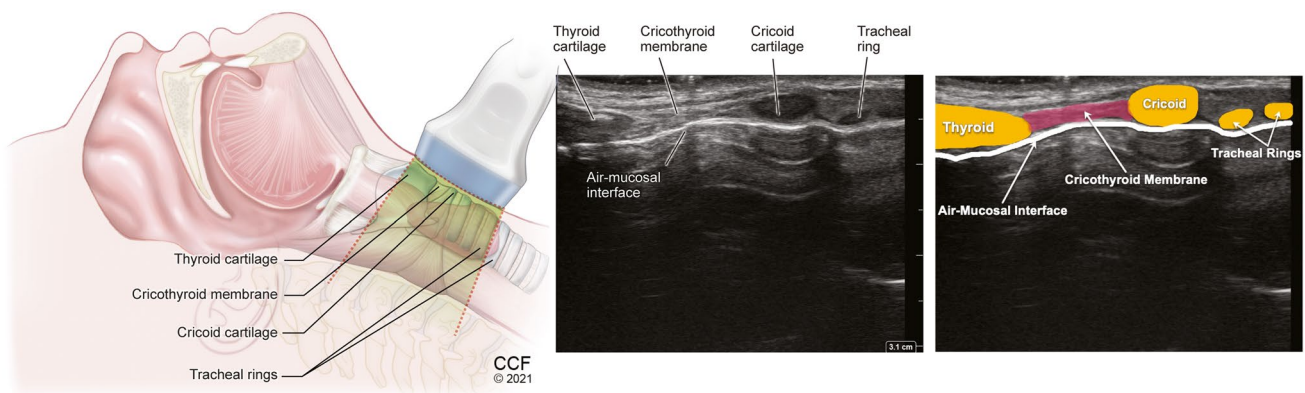 Thyroid cartilage
Cricothyroid membrane
Cricoid cartilage
Tracheal rings
CCF
© 2021
Thyroid
cartilage
Cricothyroid
membrane
Cricoid
cartilage
Tracheal
ring
Air-mucosal
interface
3.1 cm
Thyroid
Cricoid
Tracheal Rings
Cricothyroid Membrane
Air-Mucosal Interface